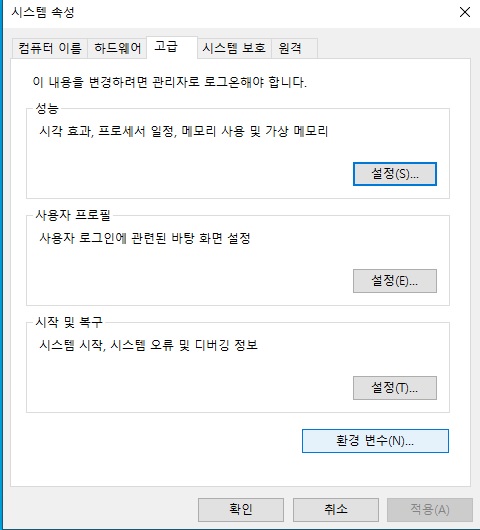 시스템 속성
컴퓨터 이름 하드웨어 고급 시스템 보호 원격
이 내용을 변경하려면 관리자로 로그온해야 합니다.
성능
시각 효과, 프로세서 일정, 메모리 사용 및 가상 메모리
설정(S)...
사용자 프로필
사용자 로그인에 관련된 바탕 화면 설정
설정(E)...
시작 및 복구
시스템 시작, 시스템 오류 및 디버깅 정보
설정(T)...
환경 변수(N)...
확인 취소 적용(A)